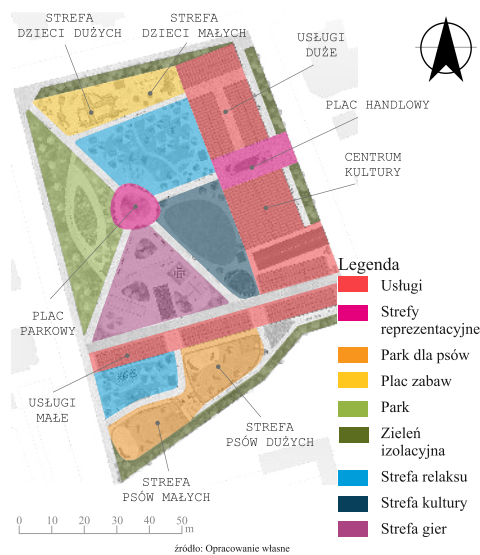 STREFA
DZIECI DUŻYCH
STREFA
DZIECI MAŁYCH
USŁUGI
DUŻE
PLAC HANDLOWY
CENTRUM
KULTURY
PLAC
PARKOWY
USŁUGI
MAŁE
STREFA
PSÓW DUŻYCH
STREFA
PSÓW MAŁYCH
Legenda
Usługi
Strefy
reprezentacyjne
Park dla psów
Plac zabaw
Park
Zieleń
izolacyjna
Strefa relaksu
Strefa kultury
Strefa gier
0 10 20 30 40 50 m
źródło: Opracowanie własne